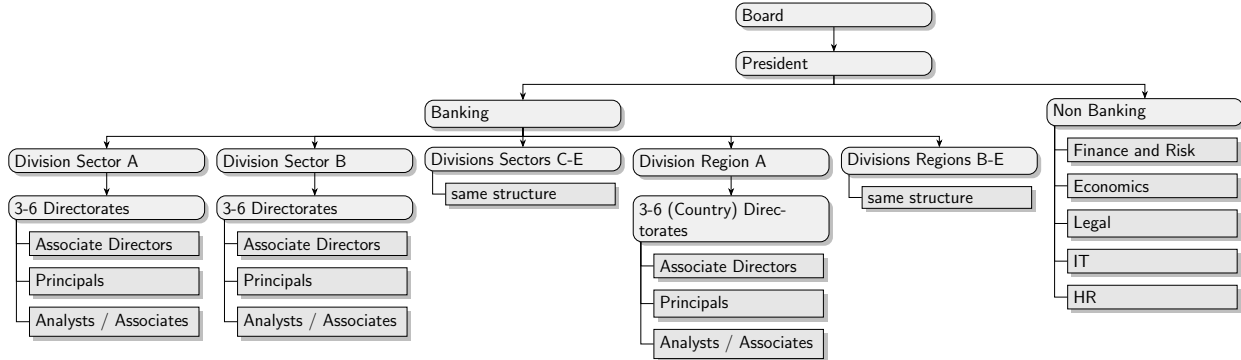 Board
President
Banking
Non Banking
Division Sector A
Division Sector B
Divisions Sectors C-E
Division Region A
Divisions Regions B-E
Finance and Risk
3-6 Directorates
3-6 Directorates
same structure
3-6 (Country) Direc-
torates
same structure
Economics
Associate Directors
Associate Directors
Legal
Principals
Principals
Associate Directors
IT
Analysts / Associates
Analysts / Associates
Principals
HR
Analysts / Associates